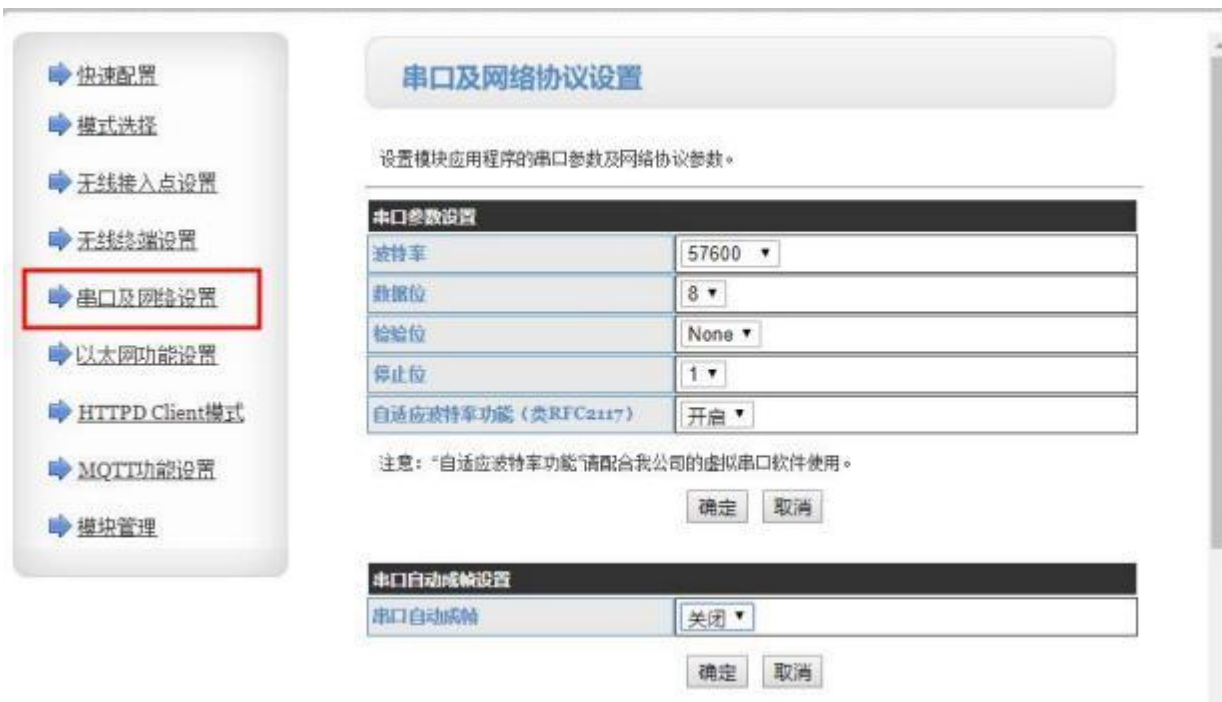 快速配置
模式选择
无线接入点设置
无线终端设置
串口及网络设置
以太网功能设置
HTTPD Client模式
MQTT功能设置
模块管理
串口及网络协议设置
设置模块应用程序的串口参数及网络协议参数。
串口参数设置
波特率 57600
数据位 8
检验位 None
停止位 1
自适应波特率功能（类RFC2117） 开启
注意：“自适应波特率功能”请配合我公司的虚拟串口软件使用。
确定 取消
串口自动成帧设置
串口自动成帧 关闭
确定 取消